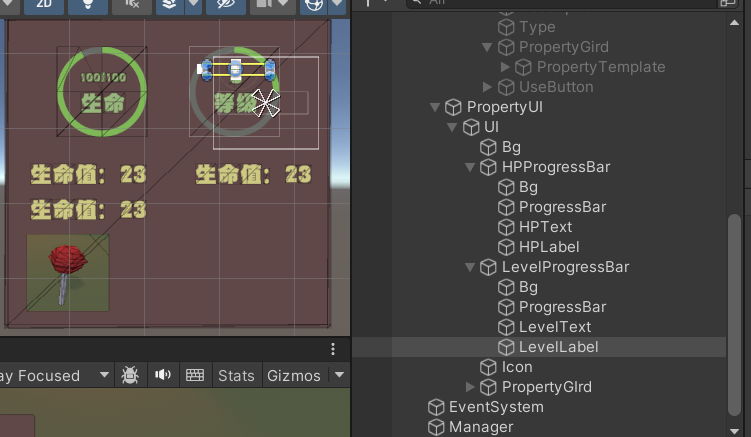 2D
All
Type
PropertyGird
PropertyTemplate
UseButton
PropertyUI
UI
Bg
HPProgressBar
Bg
ProgressBar
HPText
HPLabel
LevelProgressBar
Bg
ProgressBar
LevelText
LevelLabel
Icon
PropertyGIrd
EventSystem
Manager
100/100
生命
等级
生命值：23
生命值：23
生命值：23
ay Focused
Stats
Gizmos